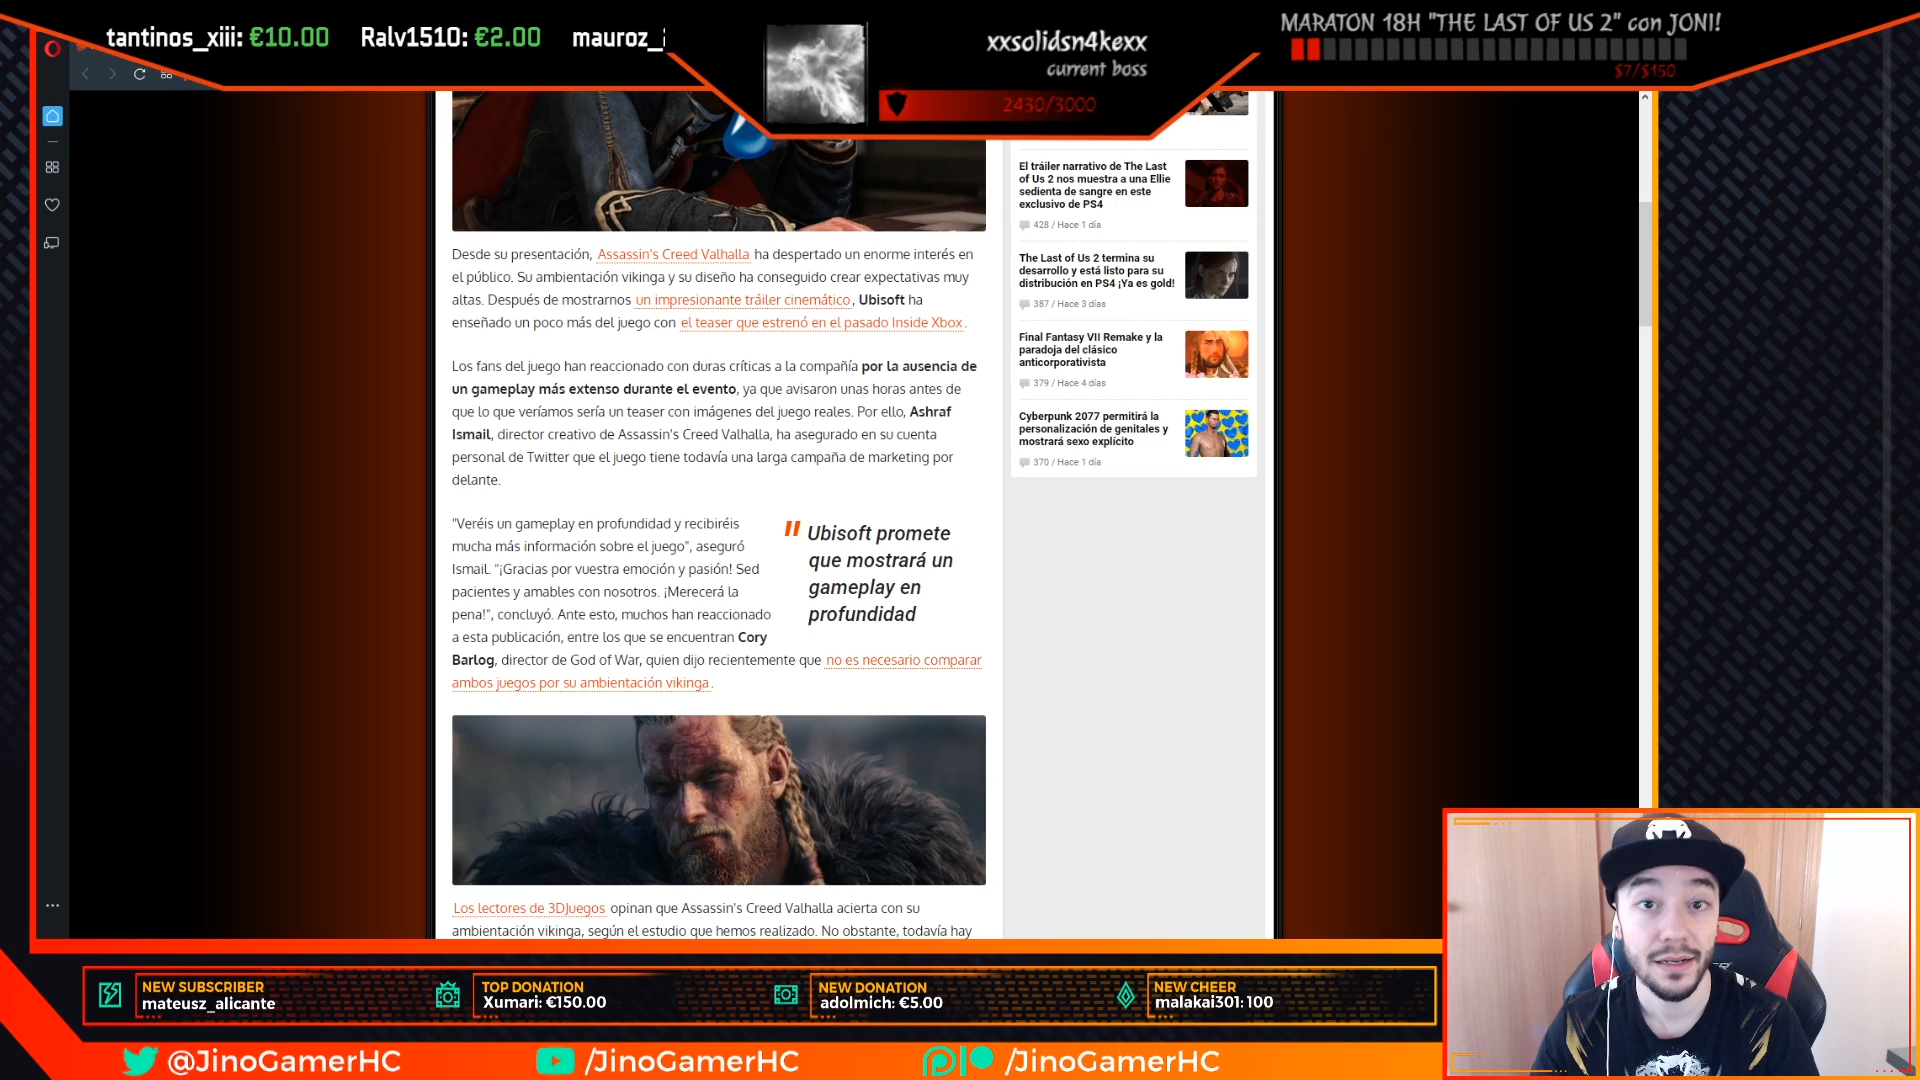 tantinos_xiii: €10.00 Ralv1510: €2.00 mauroz_
xxsolidsn4kexx
current boss
2430/3000
MARATON 18H "THE LAST OF US 2" con JONI!
$7/$150
El tráiler narrativo de The Last
of Us 2 nos muestra a una Ellie
sedienta de sangre en este
exclusivo de PS4
428 / Hace 1 día
The Last of Us 2 termina su
desarrollo y está listo para su
distribución en PS4 ¡Ya es gold!
387 / Hace 3 días
Final Fantasy VII Remake y la
paradoja del clásico
anticorporativista
379 / Hace 4 días
Cyberpunk 2077 permitirá la
personalización de genitales y
mostrará sexo explícito
370 / Hace 1 día
Desde su presentación, Assassin's Creed Valhalla ha despertado un enorme interés en
el público. Su ambientación vikinga y su diseño ha conseguido crear expectativas muy
altas. Después de mostrarnos un impresionante tráiler cinemático, Ubisoft ha
enseñado un poco más del juego con el teaser que estrenó en el pasado Inside Xbox.
Los fans del juego han reaccionado con duras críticas a la compañía por la ausencia de
un gameplay más extenso durante el evento, ya que avisaron unas horas antes de
que lo que veríamos sería un teaser con imágenes del juego reales. Por ello, Ashraf
Ismail, director creativo de Assassin's Creed Valhalla, ha asegurado en su cuenta
personal de Twitter que el juego tiene todavía una larga campaña de marketing por
delante.
"Veréis un gameplay en profundidad y recibiréis
mucha más información sobre el juego", aseguró
Ismail. "¡Gracias por vuestra emoción y pasión! Sed
pacientes y amables con nosotros. ¡Merecerá la
pena!", concluyó. Ante esto, muchos han reaccionado
a esta publicación, entre los que se encuentran Cory
Barlog, director de God of War, quien dijo recientemente que no es necesario comparar
ambos juegos por su ambientación vikinga.
" Ubisoft promete
que mostrará un
gameplay en
profundidad
Los lectores de 3DJuegos opinan que Assassin's Creed Valhalla acierta con su
ambientación vikinga, según el estudio que hemos realizado. No obstante, todavía hay
NEW SUBSCRIBER
mateusz_alicante
TOP DONATION
Xumari: €150.00
NEW DONATION
adolmich: €5.00
NEW CHEER
malakai301: 100
@JinoGamerHC
/JinoGamerHC
/JinoGamerHC